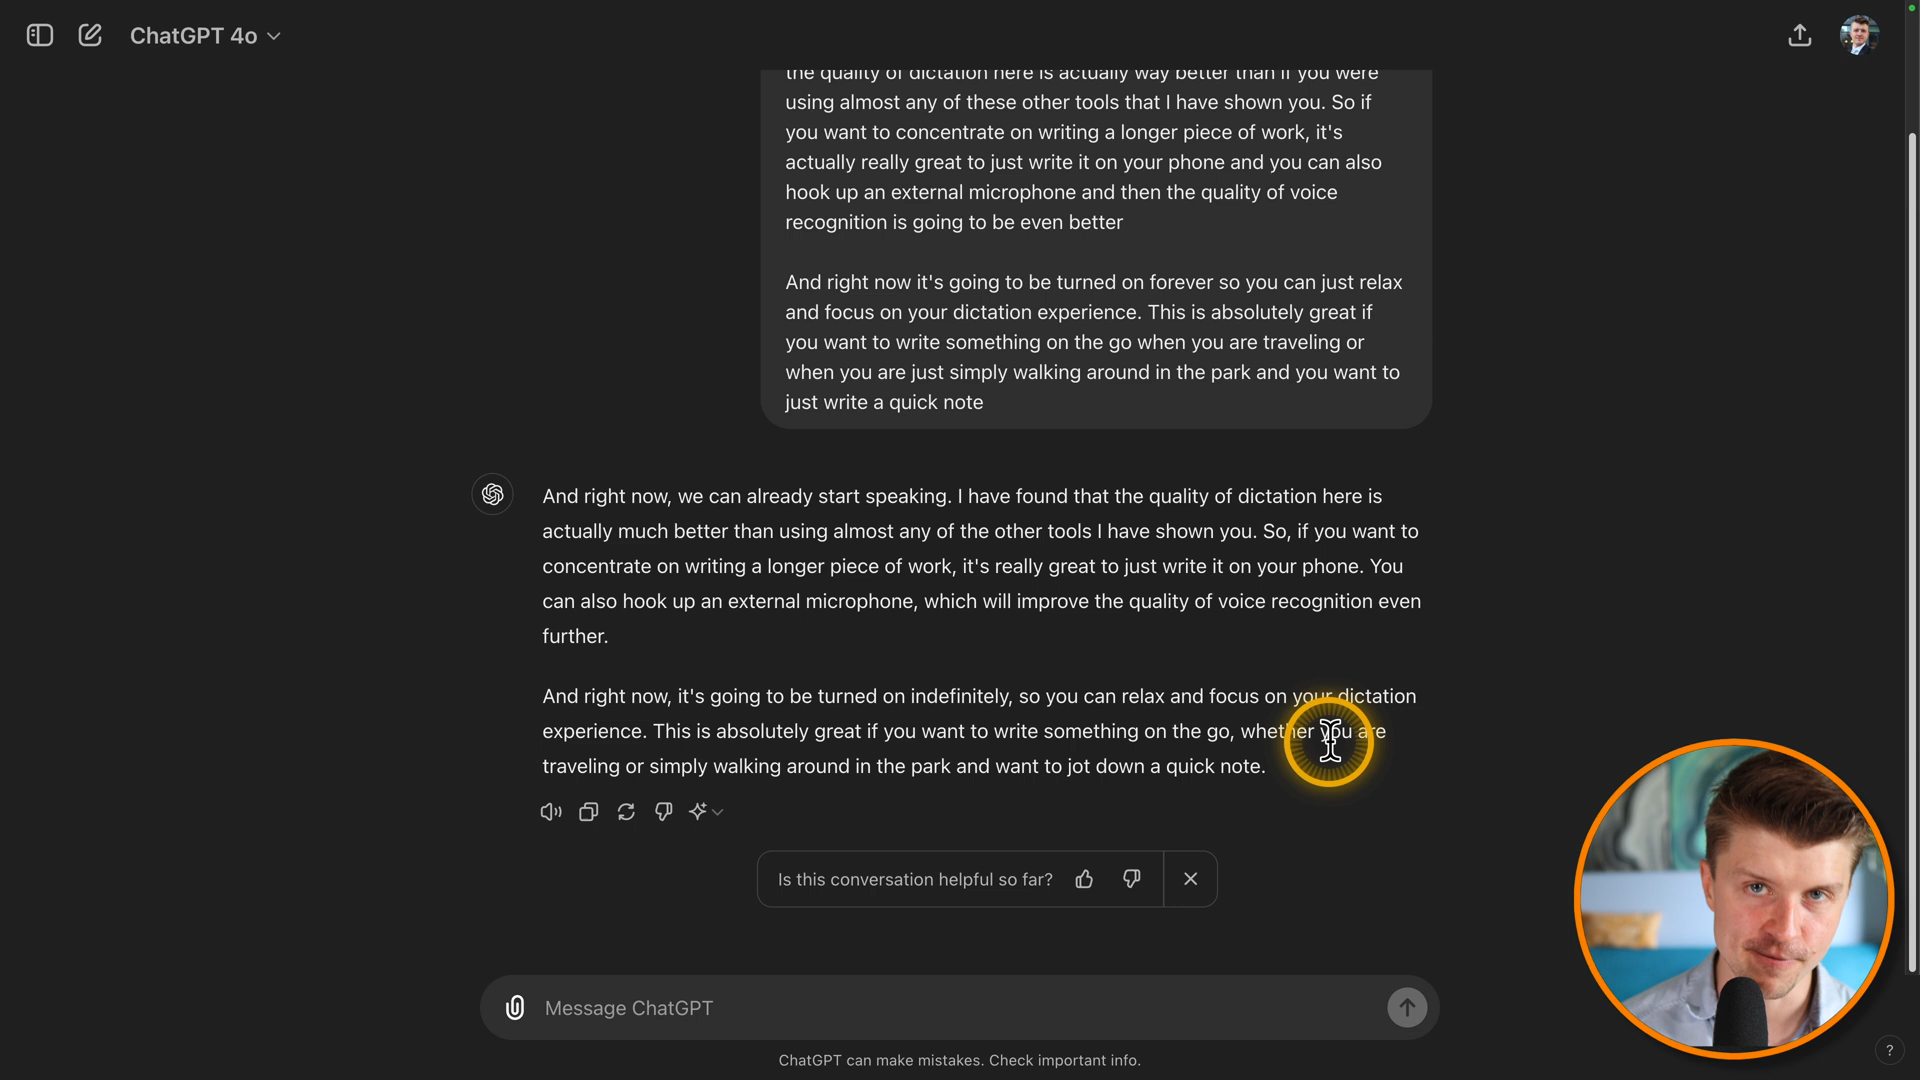 ChatGPT 4o
the quality of dictation here is actually way better than if you were
using almost any of these other tools that I have shown you. So if
you want to concentrate on writing a longer piece of work, it's
actually really great to just write it on your phone and you can also
hook up an external microphone and then the quality of voice
recognition is going to be even better
And right now it's going to be turned on forever so you can just relax
and focus on your dictation experience. This is absolutely great if
you want to write something on the go when you are traveling or
when you are just simply walking around in the park and you want to
just write a quick note
And right now, we can already start speaking. I have found that the quality of dictation here is
actually much better than using almost any of the other tools I have shown you. So, if you want to
concentrate on writing a longer piece of work, it's really great to just write it on your phone. You
can also hook up an external microphone, which will improve the quality of voice recognition even
further.
And right now, it's going to be turned on indefinitely, so you can relax and focus on your dictation
experience. This is absolutely great if you want to write something on the go, whether you are
traveling or simply walking around in the park and want to jot down a quick note.
Is this conversation helpful so far?
Message ChatGPT
ChatGPT can make mistakes. Check important info.
?